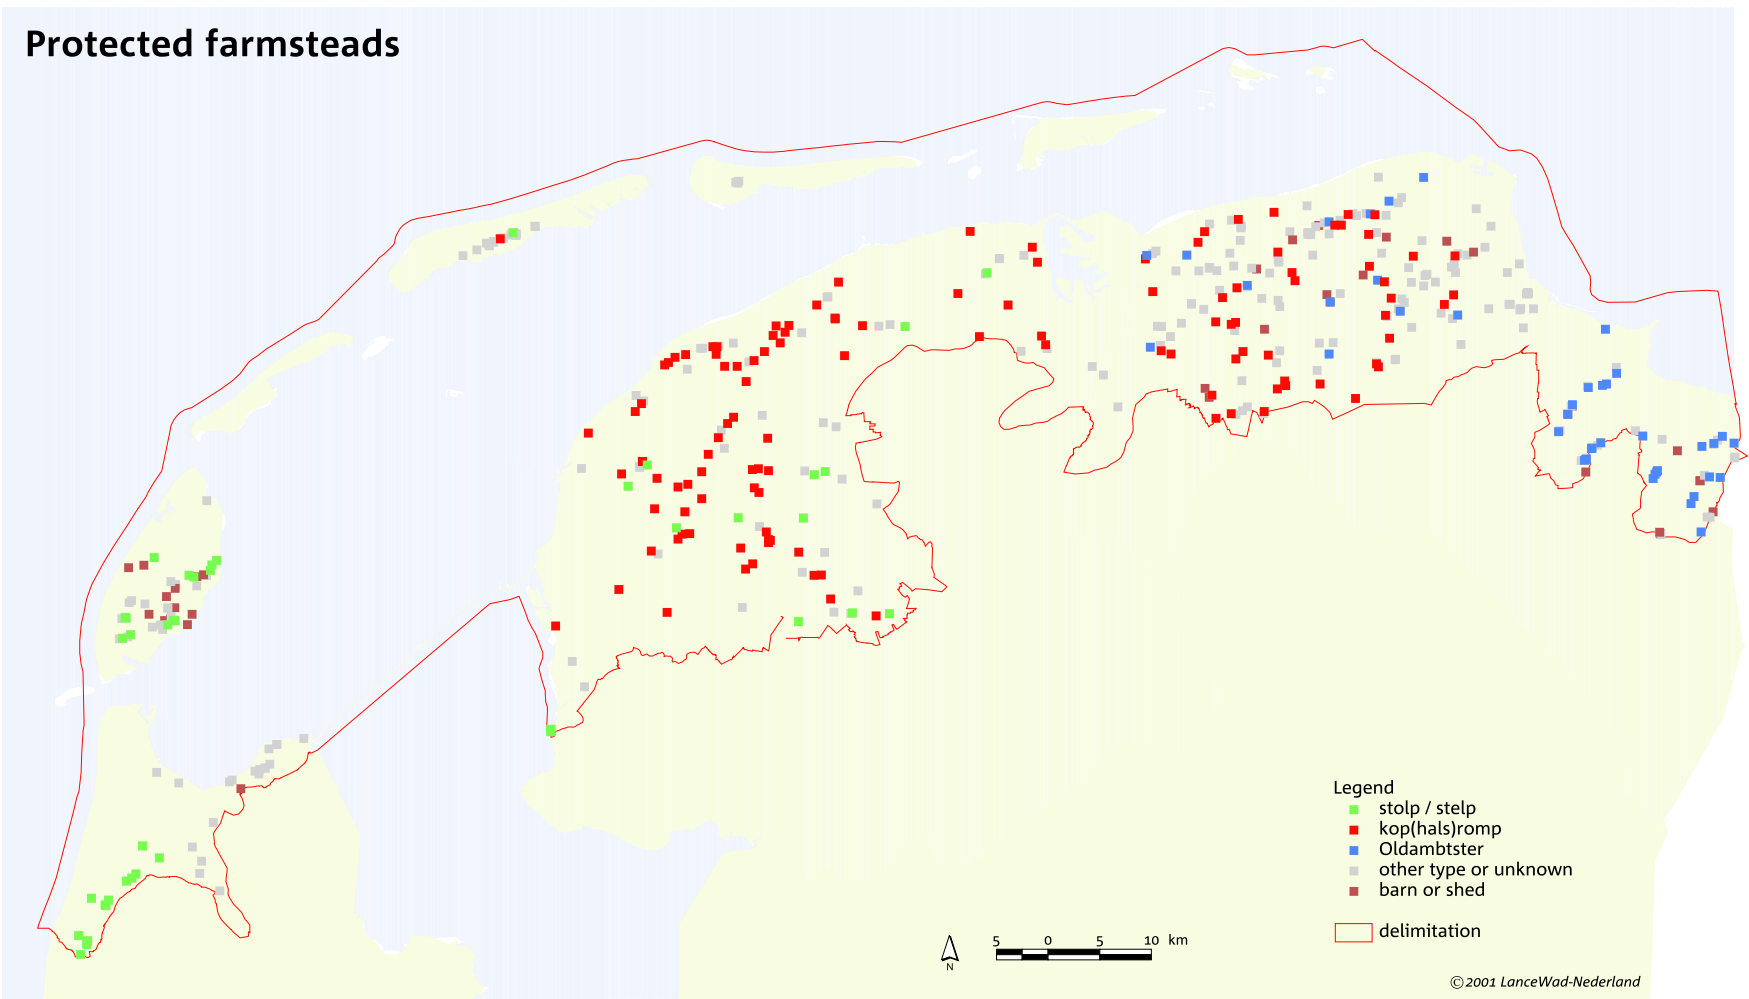 Protected farmsteads
Legend
stolp / stelp
kop(hals)romp
Oldambtster
other type or unknown
barn or shed
delimitation
5 0 5 10 km
N
©2001 LanceWad-Nederland